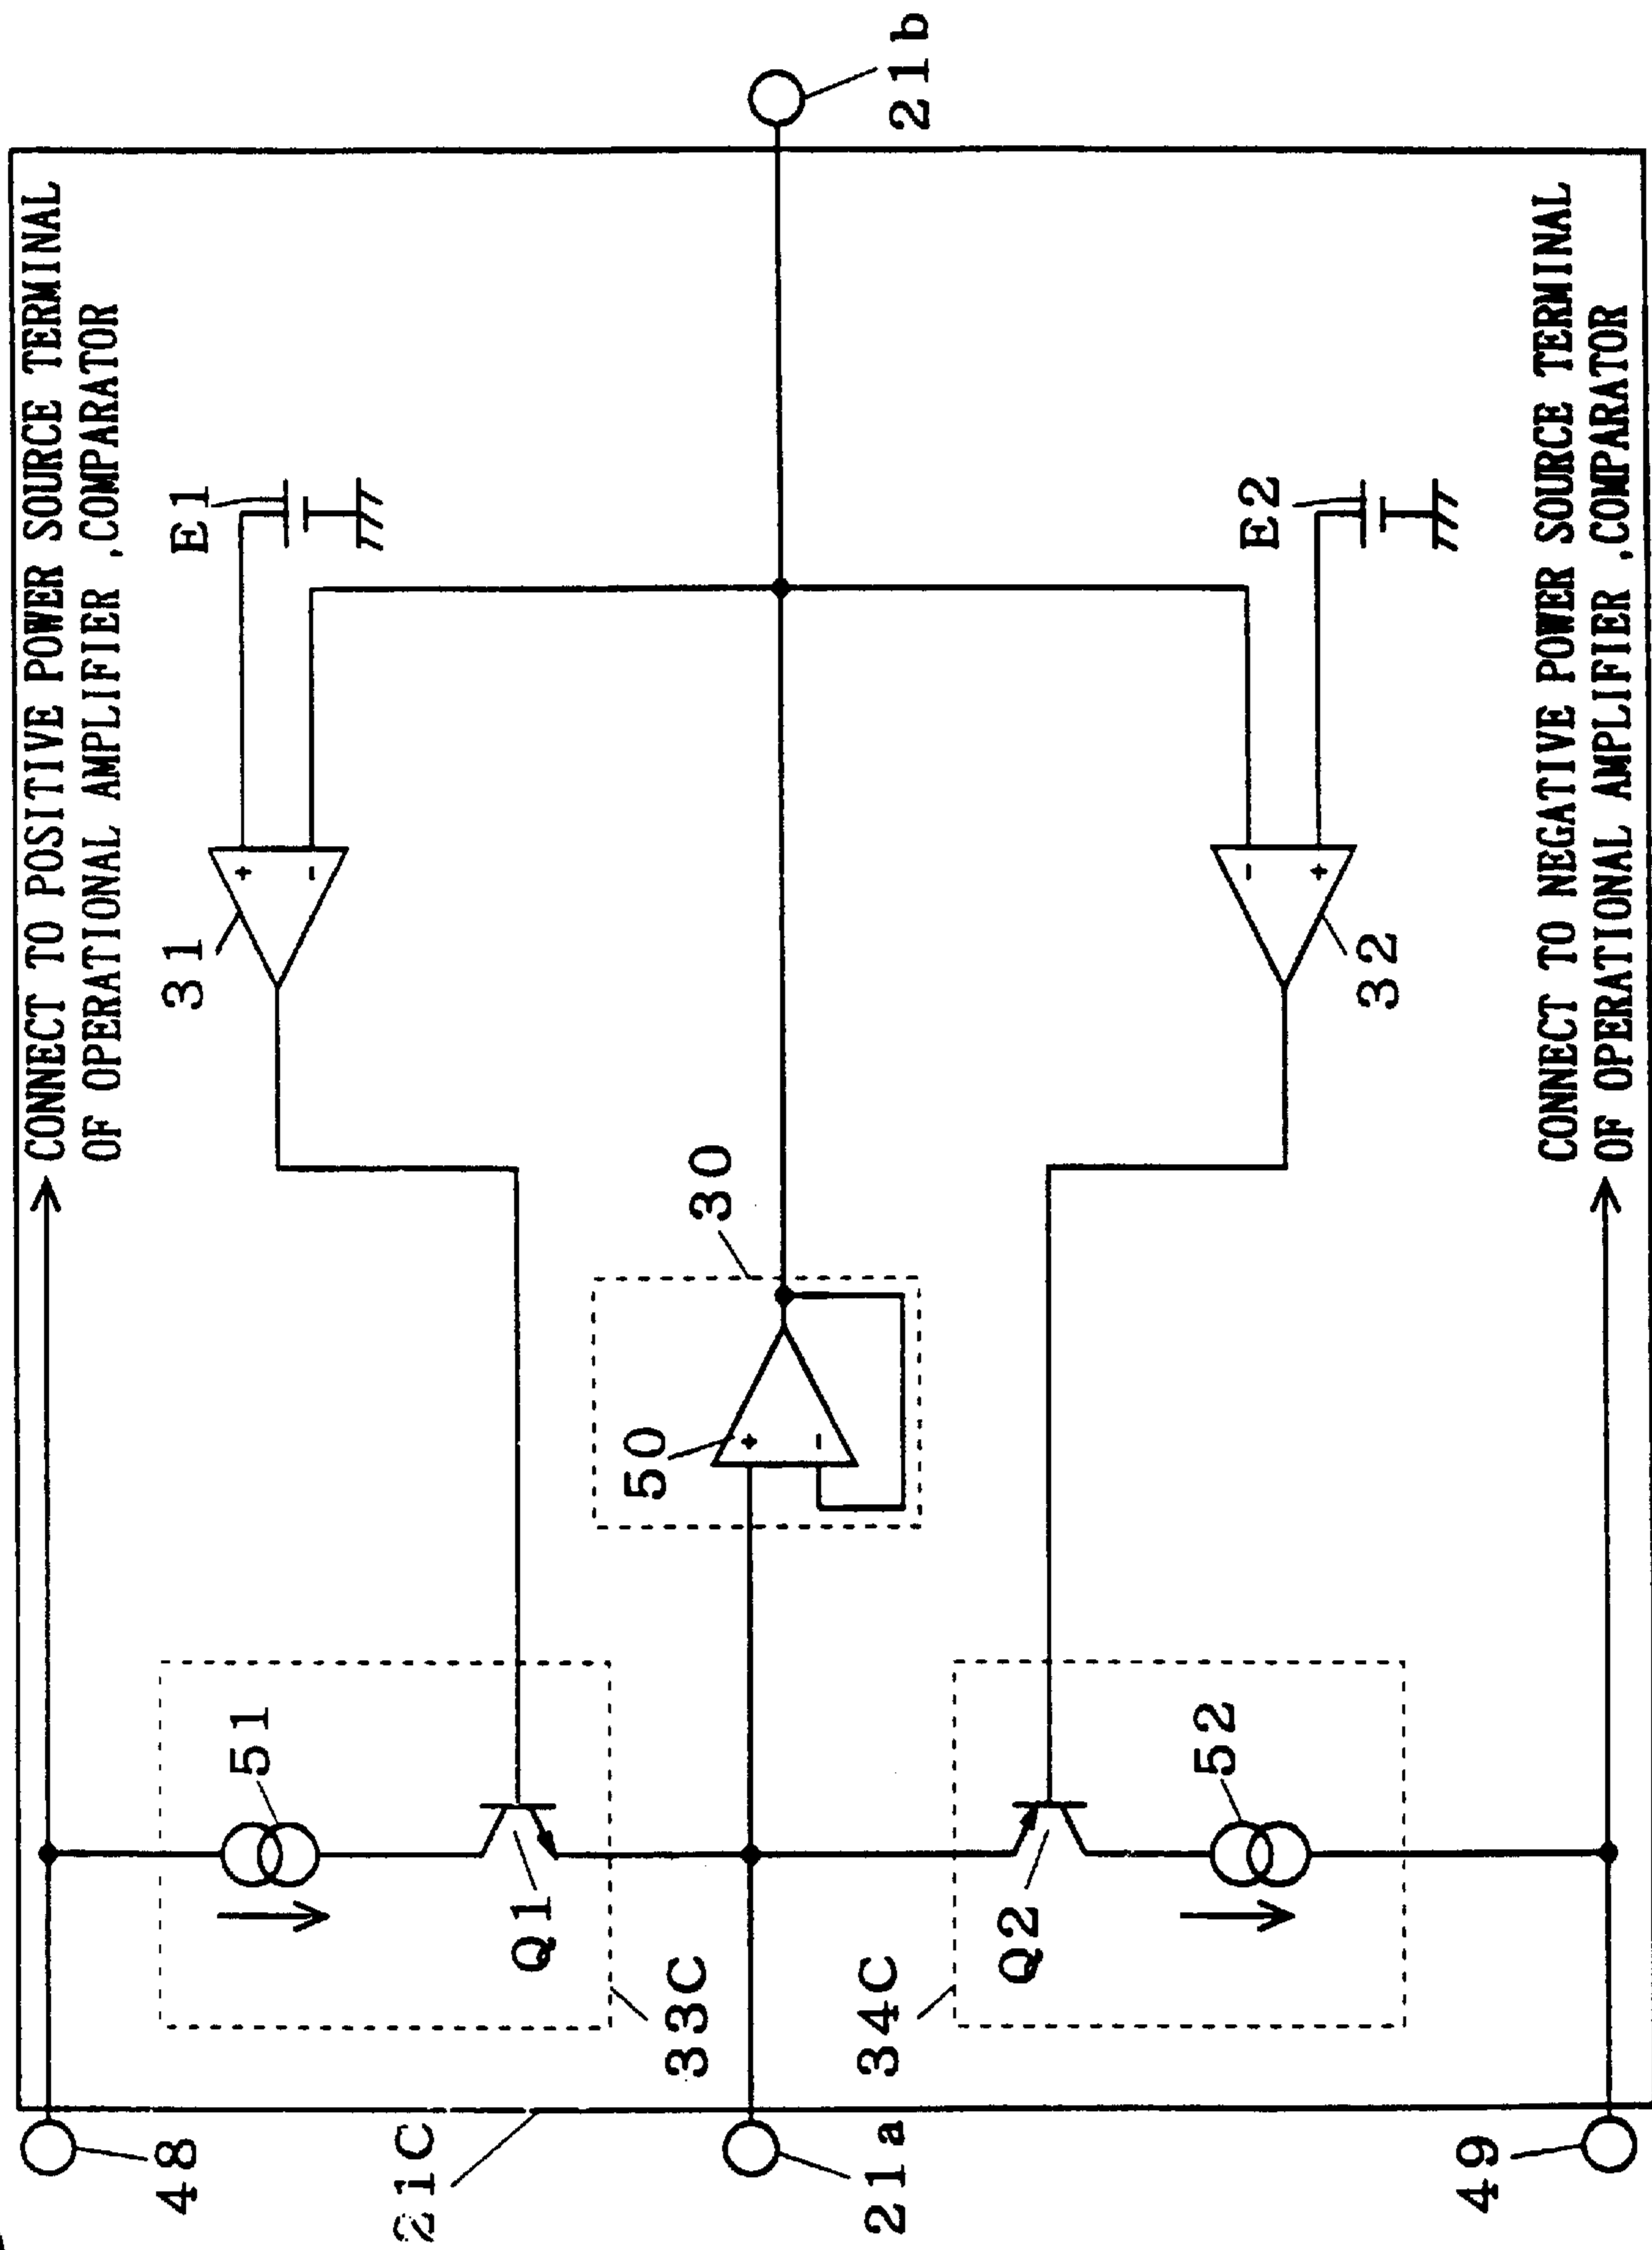 48
CONNECT TO POSITIVE POWER SOURCE TERMINAL
OF OPERATIONAL AMPLIFIER ,COMPARATOR
21C
51
31
E1
Q1
33C
50
30
21a
21b
34C
Q2
52
32
E2
49
CONNECT TO NEGATIVE POWER SOURCE TERMINAL
OF OPERATIONAL AMPLIFIER ,COMPARATOR
+
-
+
-
-
+